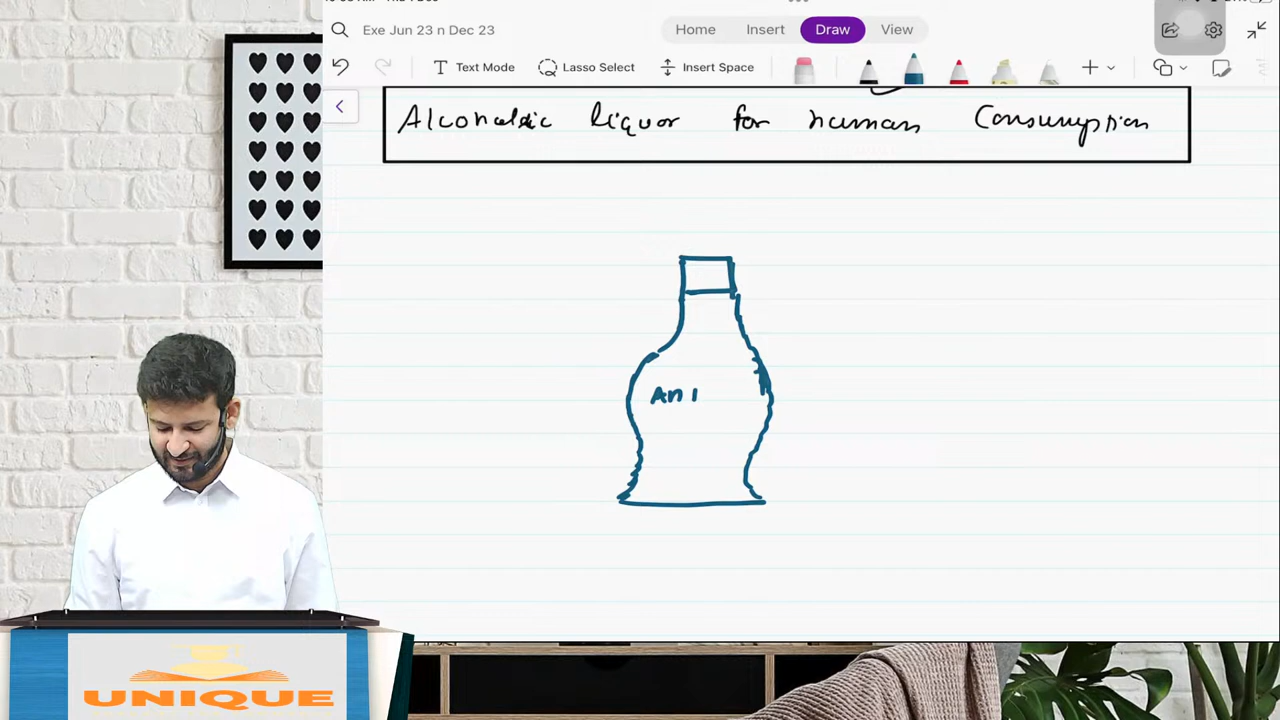 Exe Jun 23 n Dec 23
Home Insert Draw View
Text Mode Lasso Select Insert Space
Alcoholic liquor for human Consumption
An I
UNIQUE